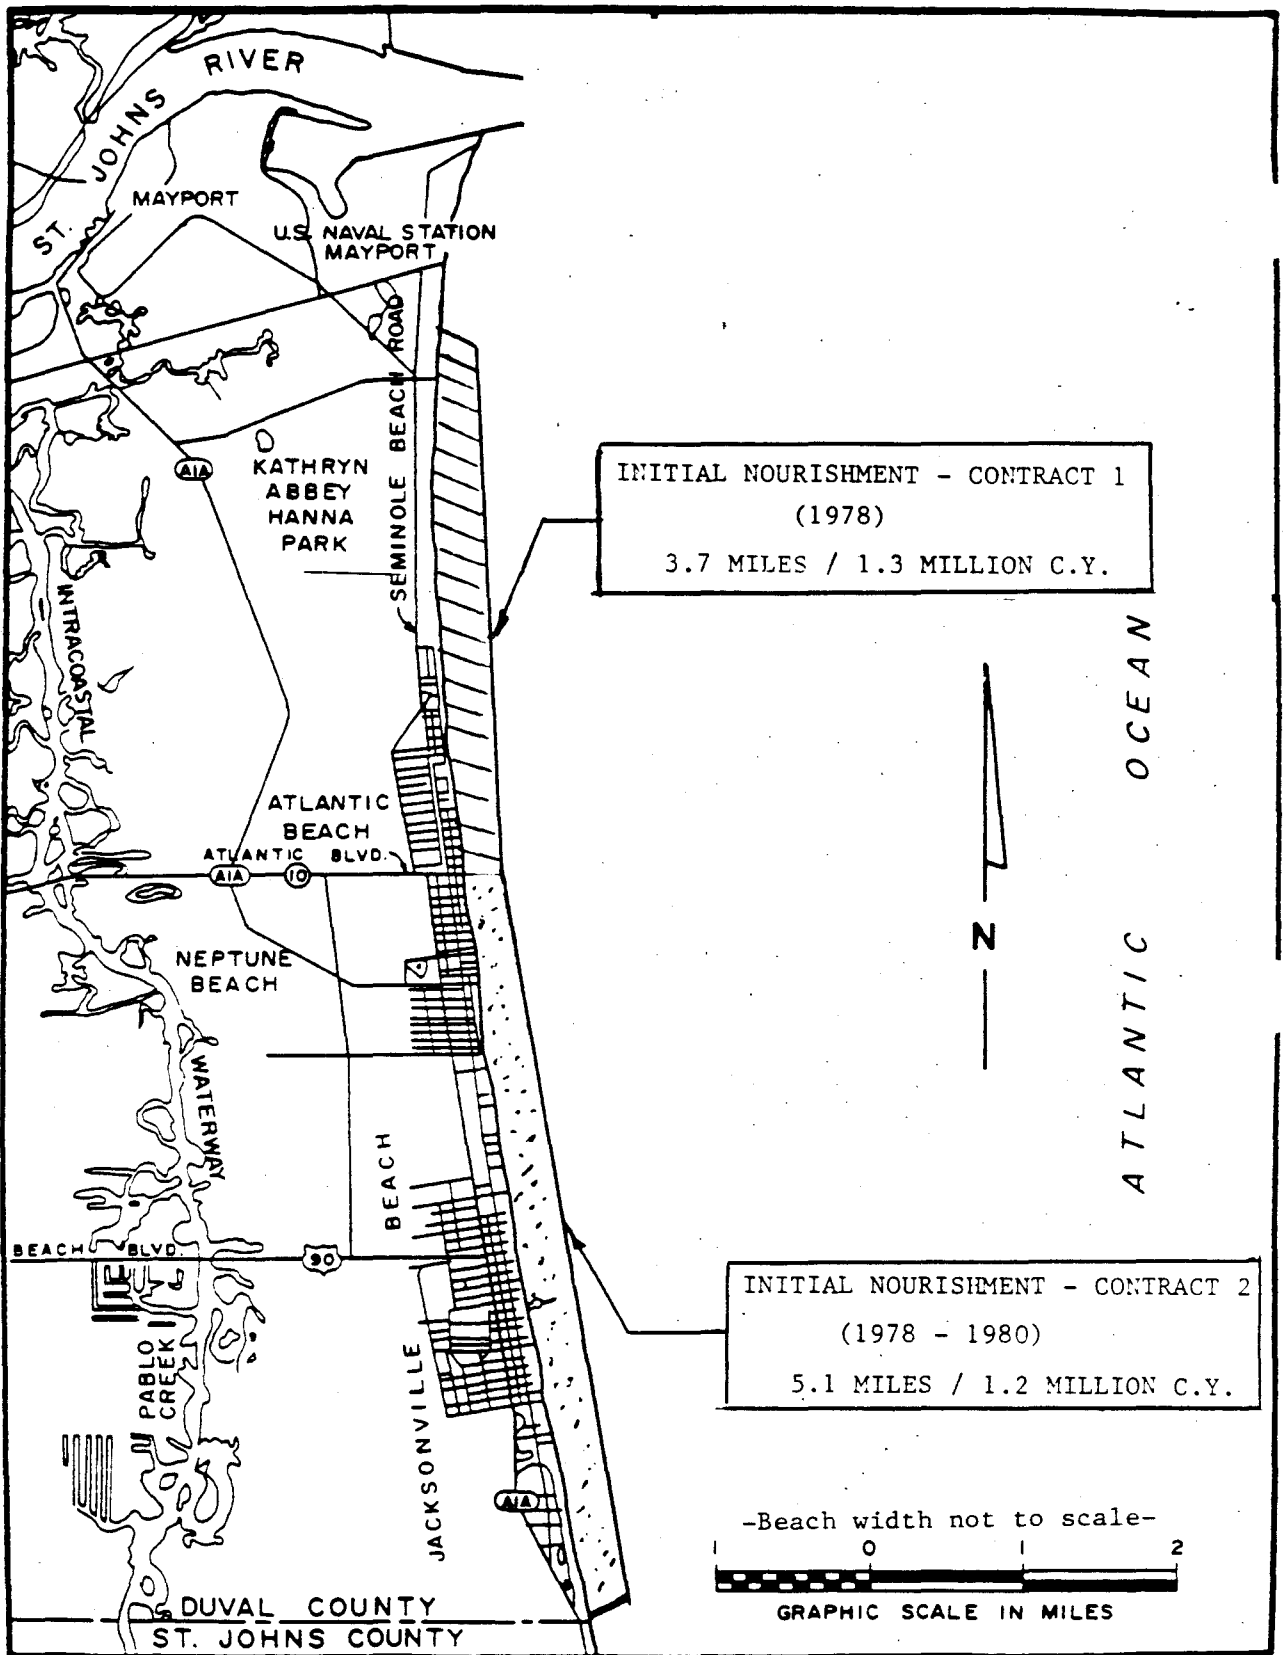 ST. JOHNS RIVER
MAYPORT
U.S. NAVAL STATION
MAYPORT
SEMINOLE BEACH ROAD
A1A
KATHRYN
ABBEY
HANNA
PARK
INITIAL NOURISHMENT - CONTRACT 1
(1978)
3.7 MILES / 1.3 MILLION C.Y.
INTRACOASTAL
WATERWAY
ATLANTIC OCEAN
ATLANTIC
BEACH
ATLANTIC BLVD.
A1A
10
N
NEPTUNE
BEACH
JACKSONVILLE BEACH
BEACH BLVD.
90
INITIAL NOURISHMENT - CONTRACT 2
(1978 - 1980)
5.1 MILES / 1.2 MILLION C.Y.
PABLO
CREEK
A1A
-Beach width not to scale-
1 0 1 2
GRAPHIC SCALE IN MILES
DUVAL COUNTY
ST. JOHNS COUNTY